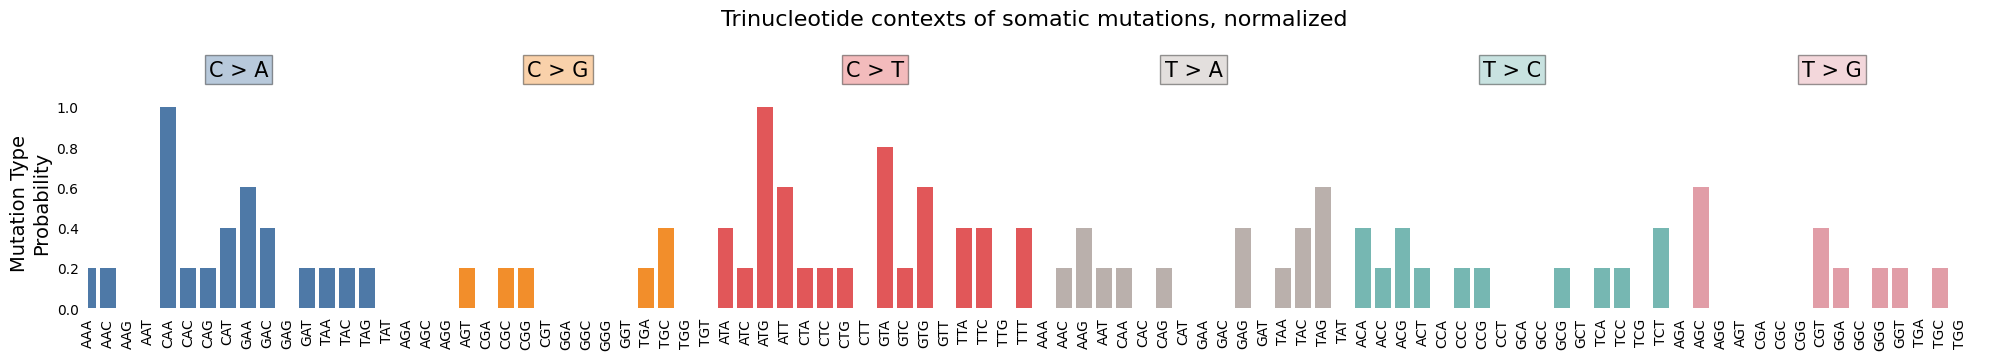 Trinucleotide contexts of somatic mutations, normalized
C > A
C > G
C > T
T > A
T > C
T > G
Mutation Type
Probability
1.0
0.8
0.6
0.4
0.2
0.0
AAA
AAC
AAG
AAT
CAA
CAC
CAG
CAT
GAA
GAC
GAG
GAT
TAA
TAC
TAG
TAT
AGA
AGC
AGG
AGT
CGA
CGC
CGG
CGT
GGA
GGC
GGG
GGT
TGA
TGC
TGG
TGT
ATA
ATC
ATG
ATT
CTA
CTC
CTG
CTT
GTA
GTC
GTG
GTT
TTA
TTC
TTG
TTT
AAA
AAC
AAG
AAT
CAA
CAC
CAG
CAT
GAA
GAC
GAG
GAT
TAA
TAC
TAG
TAT
ACA
ACC
ACG
ACT
CCA
CCC
CCG
CCT
GCA
GCC
GCG
GCT
TCA
TCC
TCG
TCT
AGA
AGC
AGG
AGT
CGA
CGC
CGG
CGT
GGA
GGC
GGG
GGT
TGA
TGC
TGG